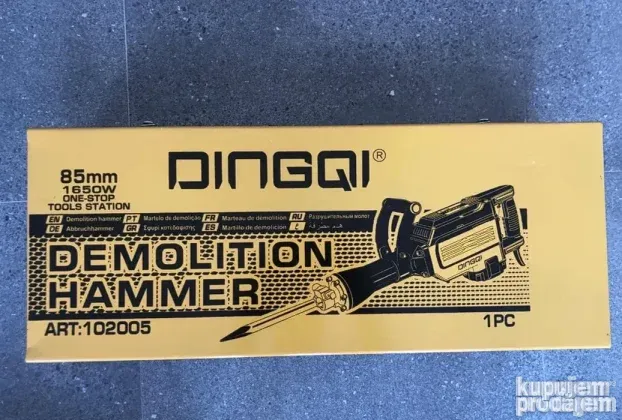 DINGQI®
85mm
1650W
ONE-STOP
TOOLS STATION
EN Demolition hammer PT Martelo de demolição FR Marteau de démolition RU Разрушительный молот
DE Abbruchhammer GR Σφυρί κατεδάφισης ES Martillo de demolición
DEMOLITION
HAMMER
DINGQI
ART:102005
1PC
kupujem
prodajem